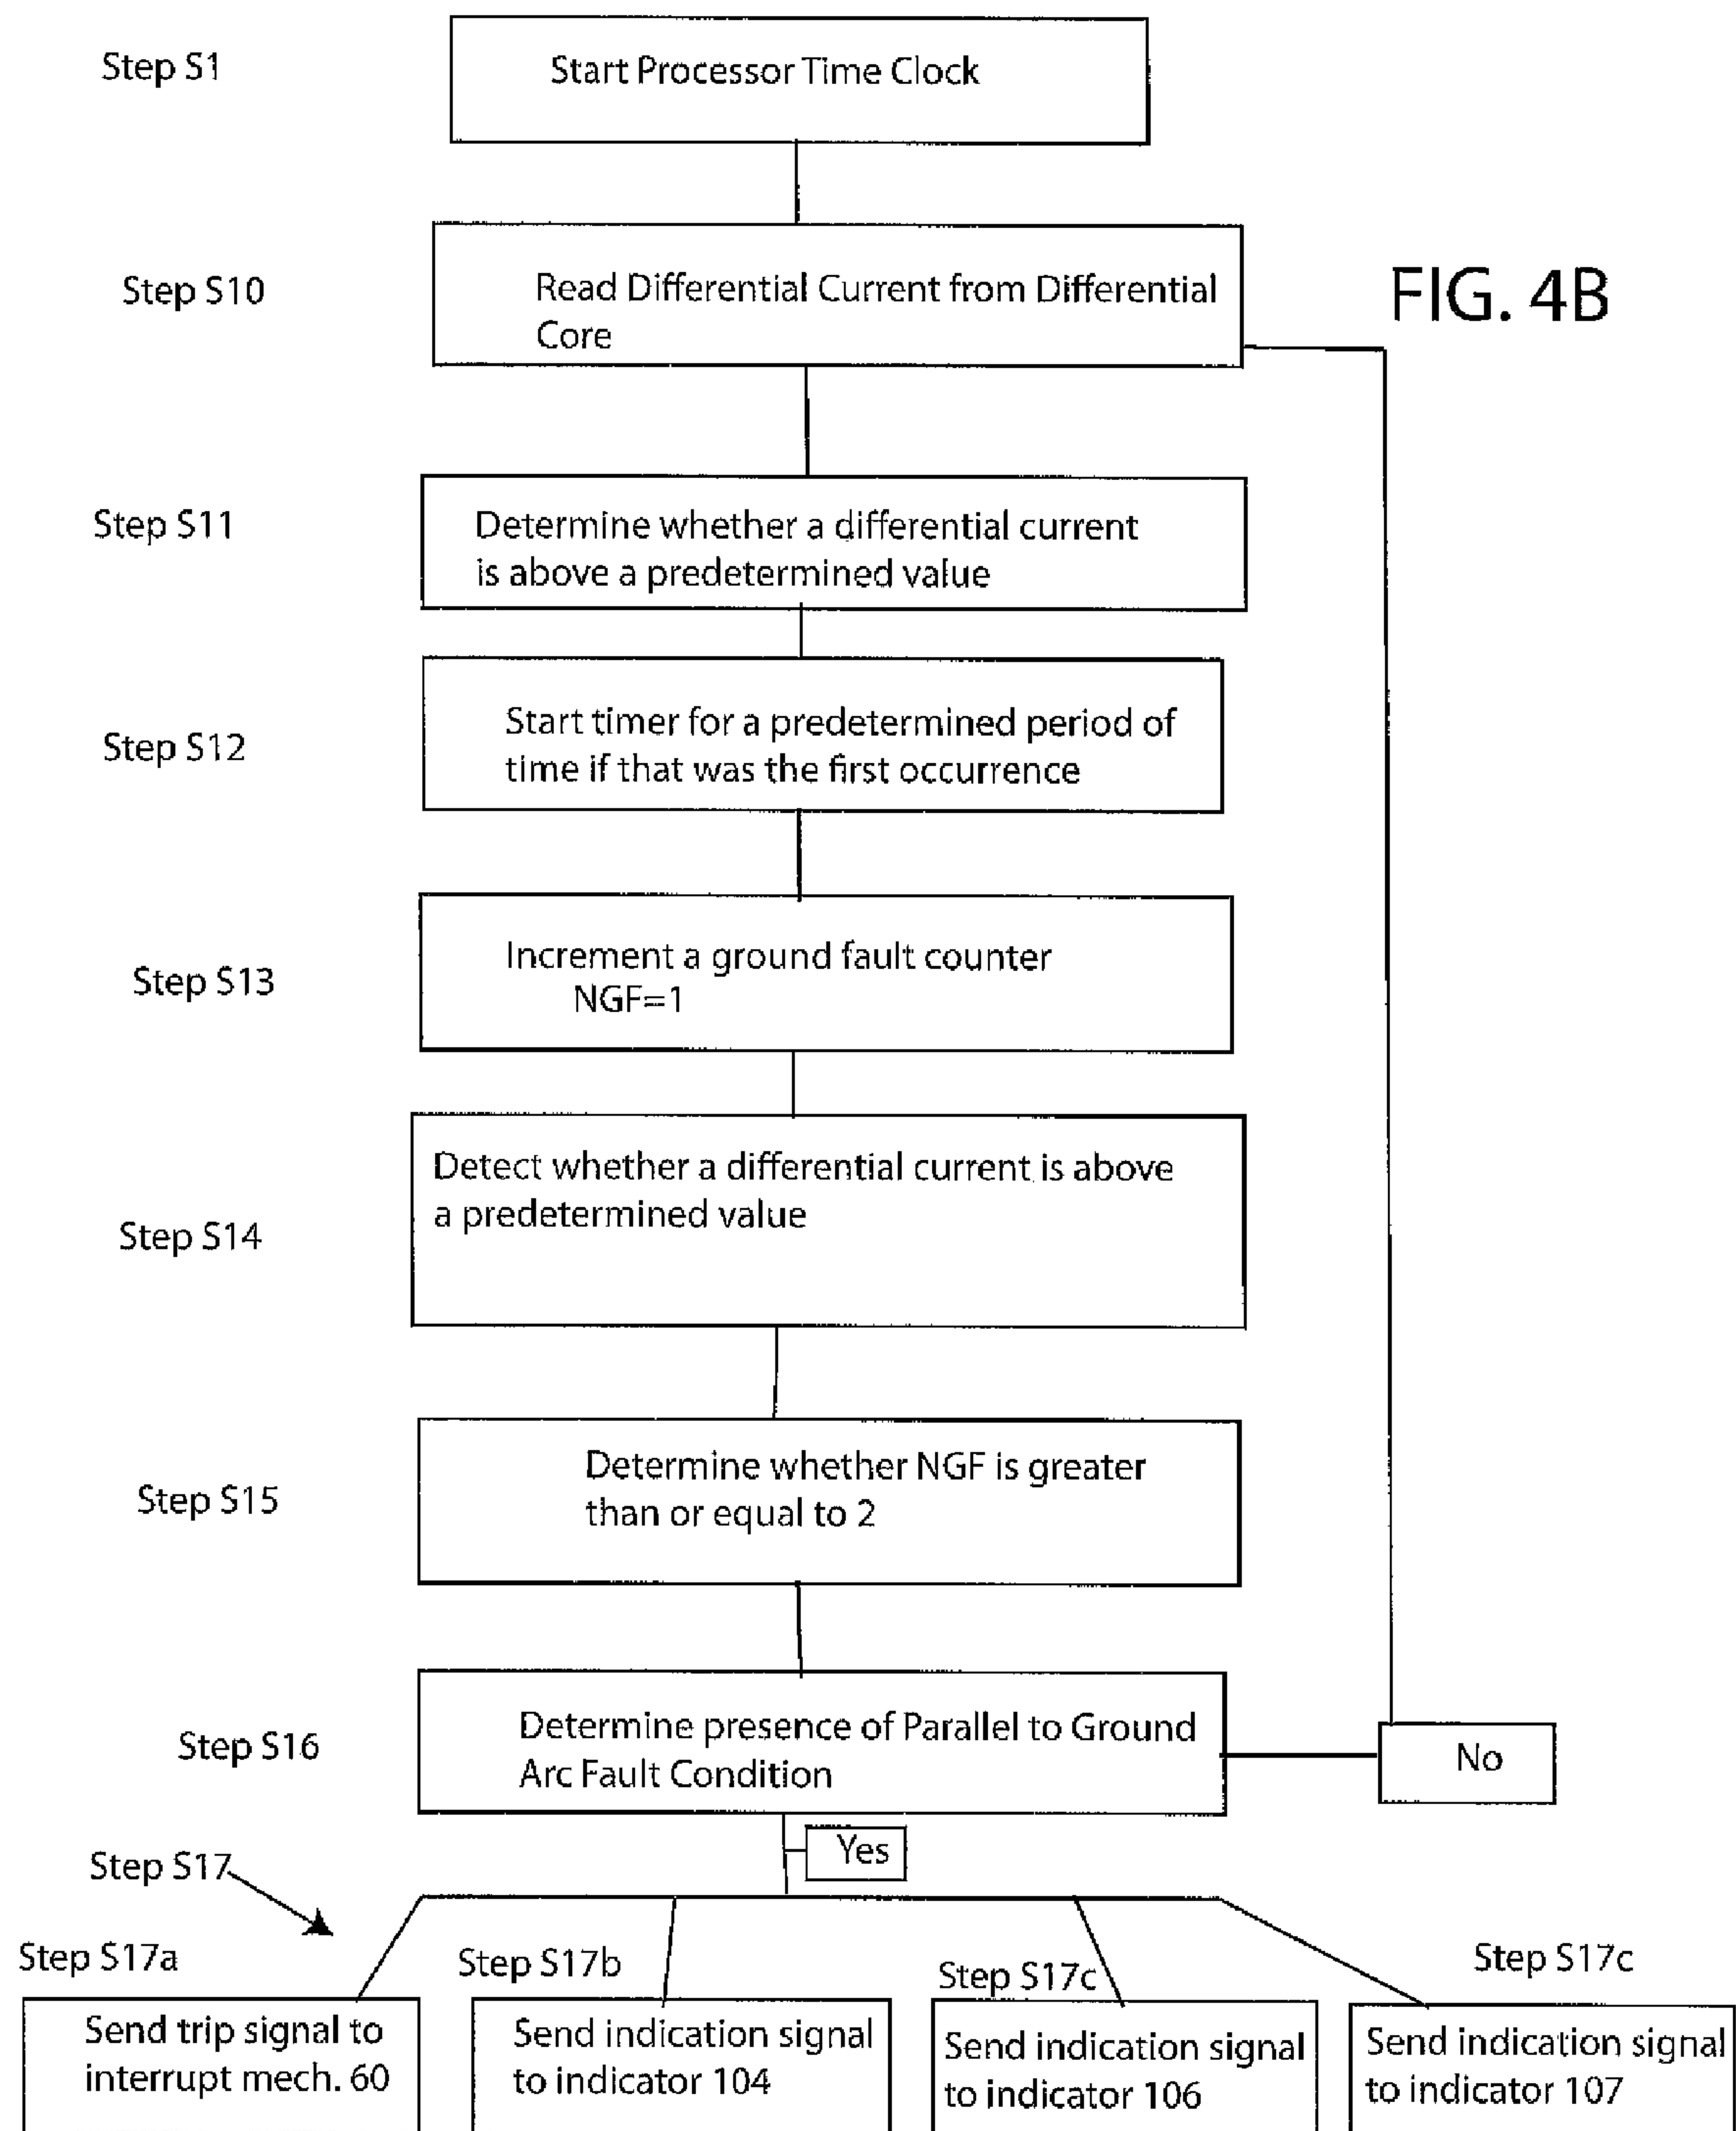 Step S1
Start Processor Time Clock
Step S10
Read Differential Current from Differential
Core
FIG. 4B
Step S11
Determine whether a differential current
is above a predetermined value
Step S12
Start timer for a predetermined period of
time if that was the first occurrence
Step S13
Increment a ground fault counter
NGF=1
Step S14
Detect whether a differential current is above
a predetermined value
Step S15
Determine whether NGF is greater
than or equal to 2
Step S16
Determine presence of Parallel to Ground
Arc Fault Condition
No
Yes
Step S17
Step S17a
Send trip signal to
interrupt mech. 60
Step S17b
Send indication signal
to indicator 104
Step S17c
Send indication signal
to indicator 106
Step S17c
Send indication signal
to indicator 107